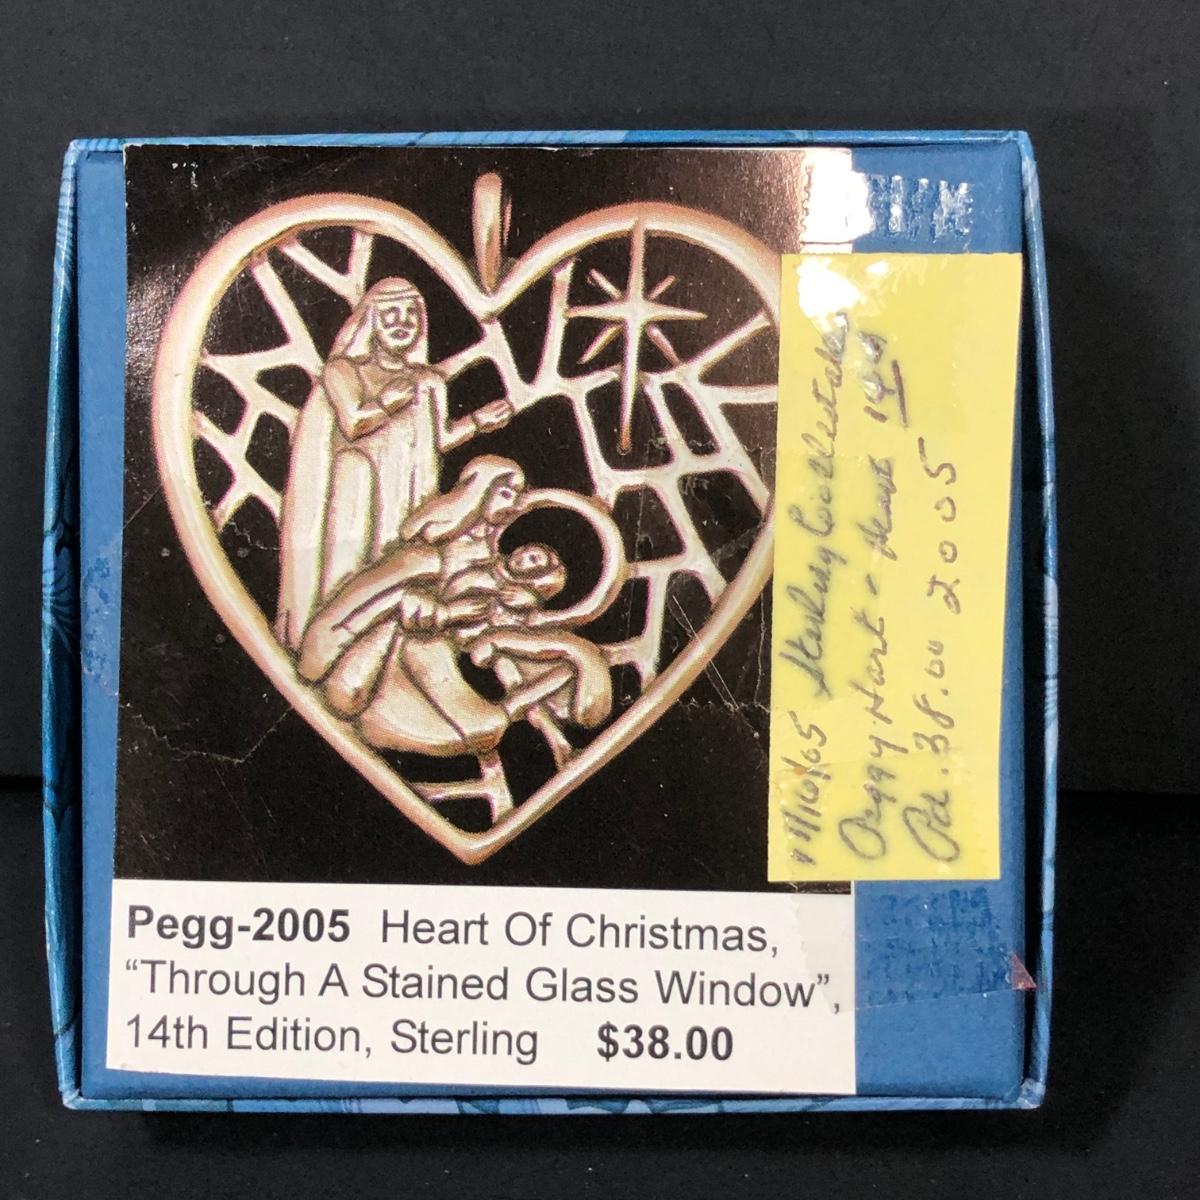 Pegg-2005 Heart Of Christmas,
“Through A Stained Glass Window”,
14th Edition, Sterling $38.00
Sterling Collectables
Peggy Hart - Heart 14th
Pd. 38.00 2005